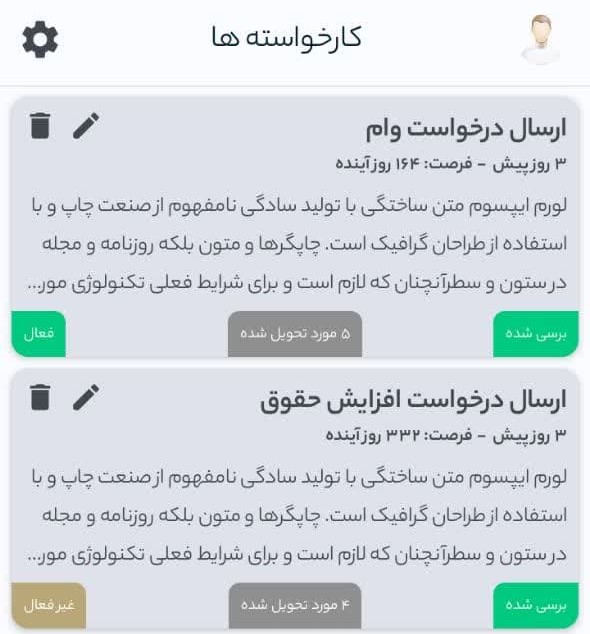 کارخواسته ها
ارسال درخواست وام
۳ روز پیش - فرصت: ۱۶۴ روز آینده
لورم ایپسوم متن ساختگی با تولید سادگی نامفهوم از صنعت چاپ و با
استفاده از طراحان گرافیک است. چاپگرها و متون بلکه روزنامه و مجله
در ستون و سطرآنچنان که لازم است و برای شرایط فعلی تکنولوژی مور...
برسی شده
۵ مورد تحویل شده
فعال
ارسال درخواست افزایش حقوق
۳ روز پیش - فرصت: ۳۳۲ روز آینده
لورم ایپسوم متن ساختگی با تولید سادگی نامفهوم از صنعت چاپ و با
استفاده از طراحان گرافیک است. چاپگرها و متون بلکه روزنامه و مجله
در ستون و سطرآنچنان که لازم است و برای شرایط فعلی تکنولوژی مور...
برسی شده
۴ مورد تحویل شده
غیر فعال